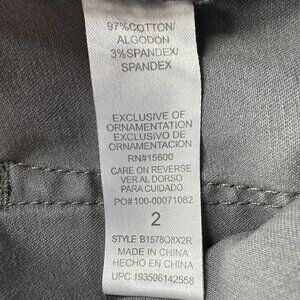 97%COTTON/
ALGODON
3%SPANDEX/
SPANDEX
EXCLUSIVE OF
ORNAMENTATION
EXCLUSIVO DE
ORNAMENTACION
RN#15600
CARE ON REVERSE
VER AL DORSO
PARA CUIDADO
PO# 100-00071082
2
STYLE B1578Q8X2R
MADE IN CHINA
HECHO EN CHINA
UPC 193596142558